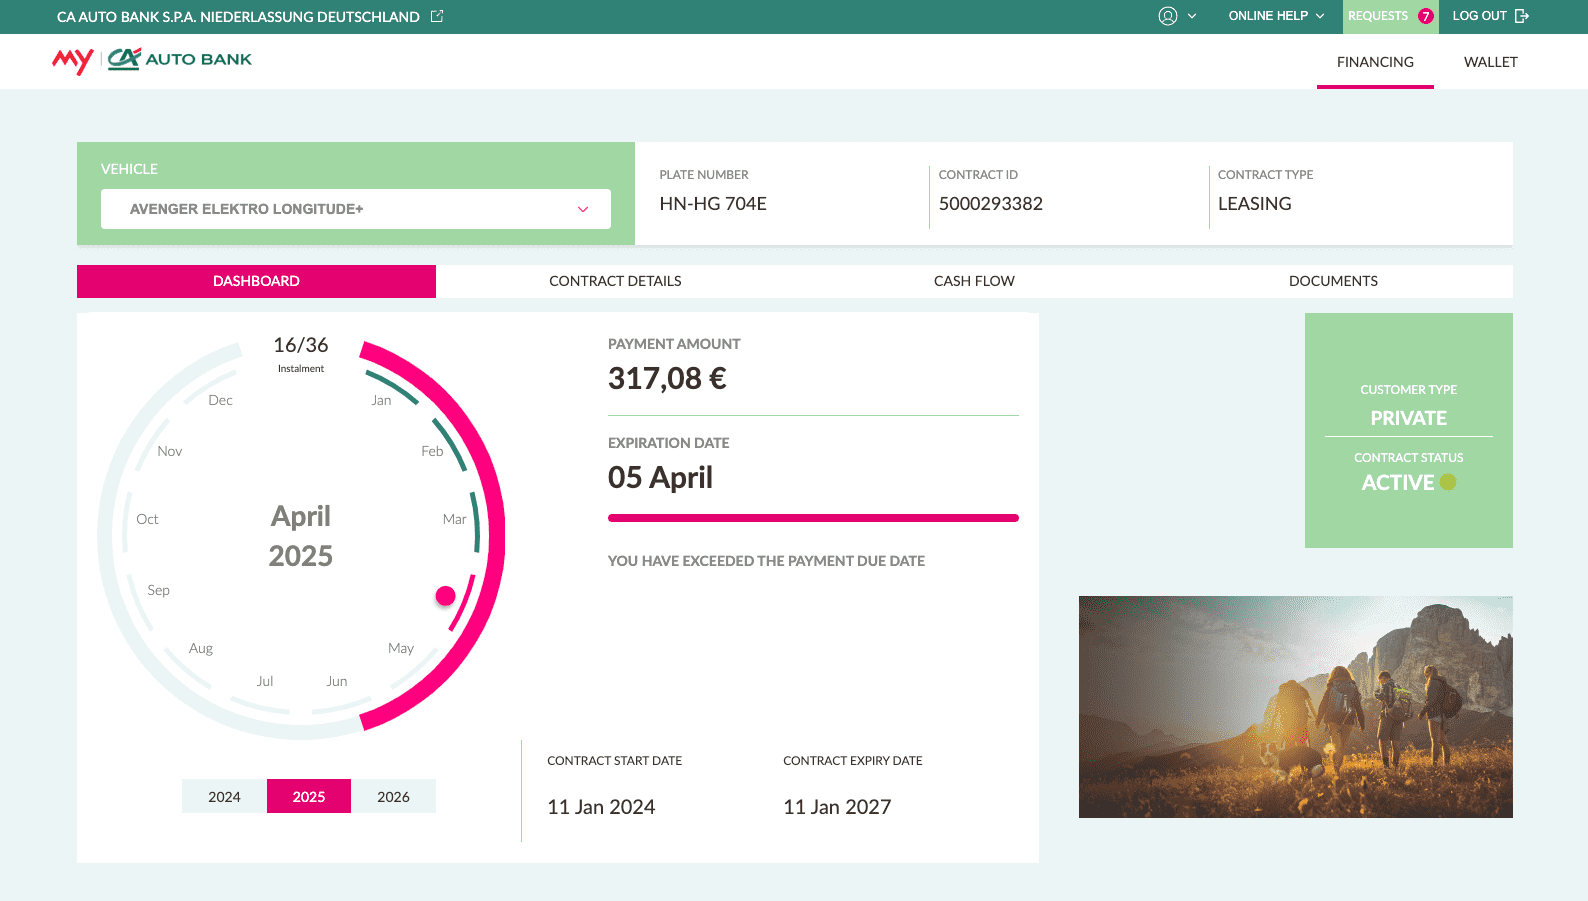 CA AUTO BANK S.P.A. NIEDERLASSUNG DEUTSCHLAND
ONLINE HELP
REQUESTS 7
LOG OUT
MY CA AUTO BANK
FINANCING
WALLET
VEHICLE
AVENGER ELEKTRO LONGITUDE+
PLATE NUMBER
HN-HG 704E
CONTRACT ID
5000293382
CONTRACT TYPE
LEASING
DASHBOARD
CONTRACT DETAILS
CASH FLOW
DOCUMENTS
16/36
Instalment
Jan
Feb
Mar
May
Jun
Jul
Aug
Sep
Oct
Nov
Dec
April
2025
2024
2025
2026
PAYMENT AMOUNT
317,08 €
EXPIRATION DATE
05 April
YOU HAVE EXCEEDED THE PAYMENT DUE DATE
CONTRACT START DATE
11 Jan 2024
CONTRACT EXPIRY DATE
11 Jan 2027
CUSTOMER TYPE
PRIVATE
CONTRACT STATUS
ACTIVE